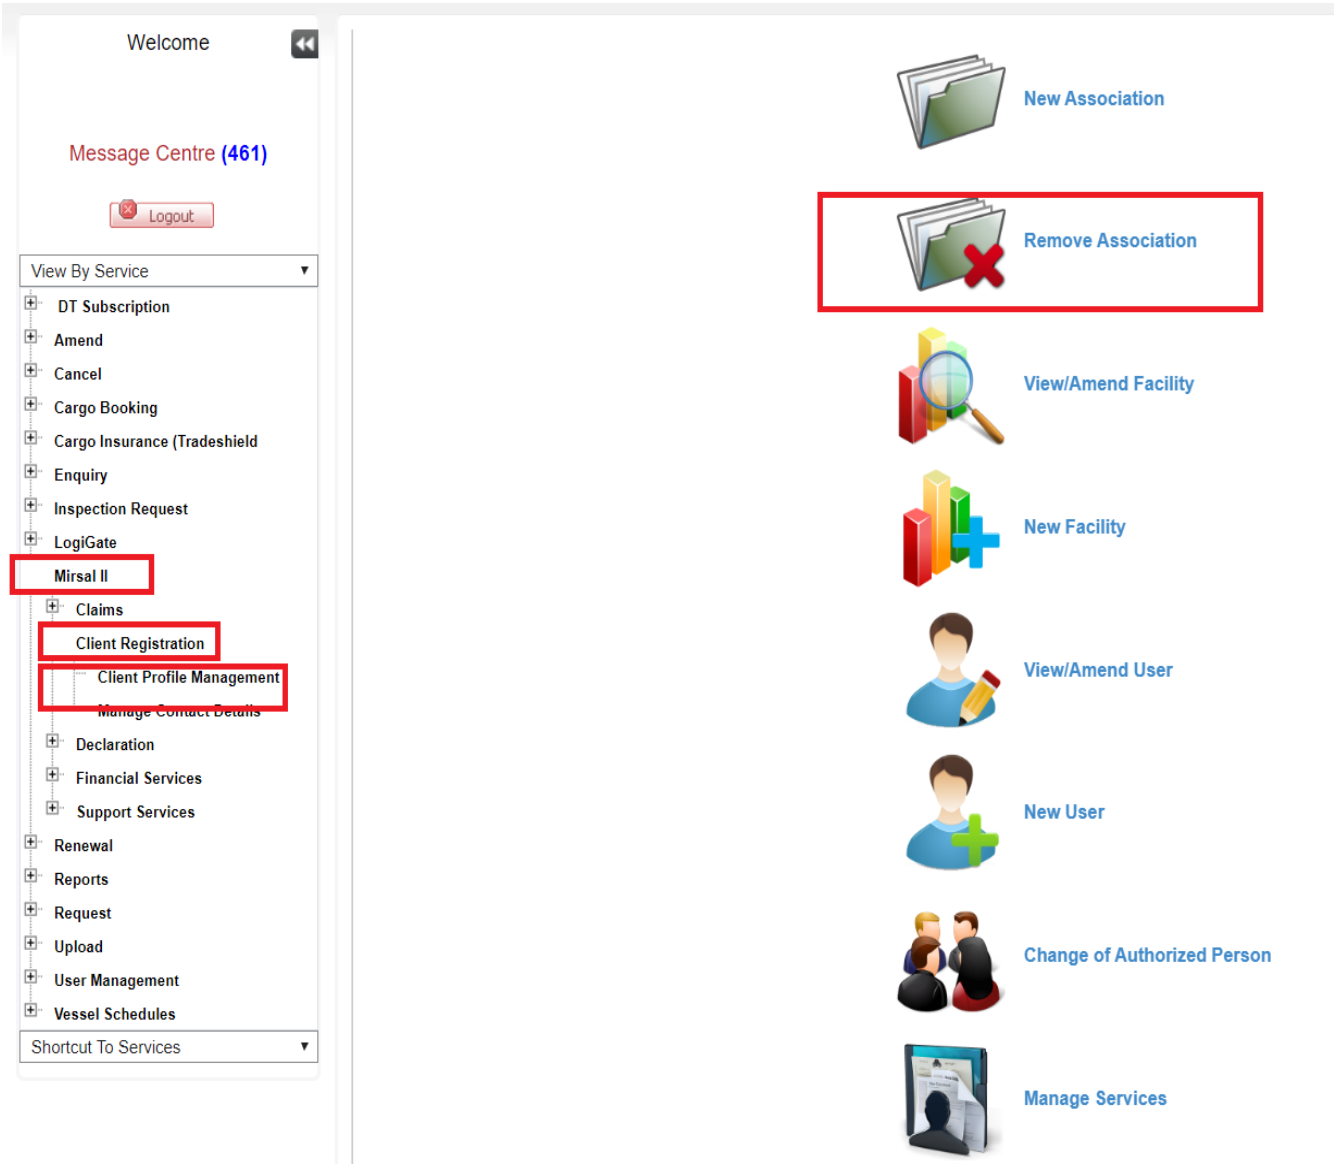 Welcome
Message Centre (461)
Logout
View By Service
DT Subscription
Amend
Cancel
Cargo Booking
Cargo Insurance (Tradeshield
Enquiry
Inspection Request
LogiGate
Mirsal II
Claims
Client Registration
Client Profile Management
Manage Contact Details
Declaration
Financial Services
Support Services
Renewal
Reports
Request
Upload
User Management
Vessel Schedules
Shortcut To Services
New Association
Remove Association
View/Amend Facility
New Facility
View/Amend User
New User
Change of Authorized Person
Manage Services